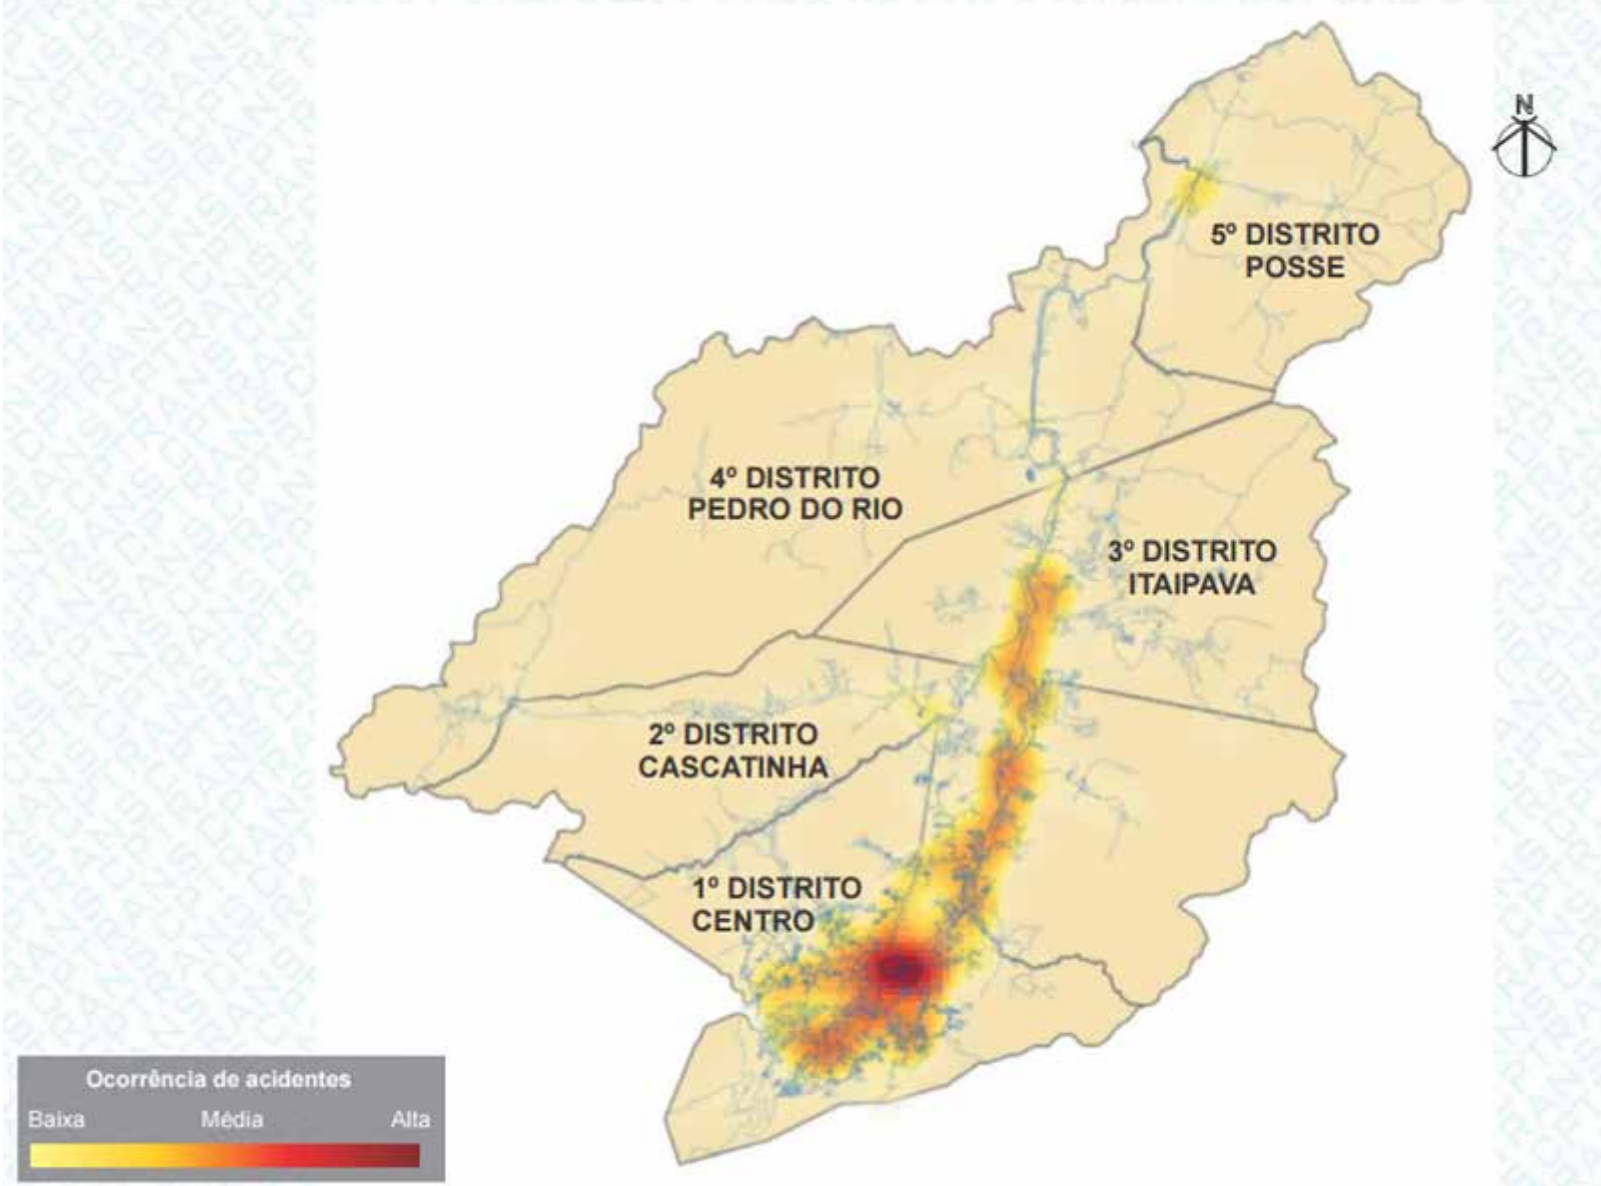 N
5º DISTRITO
POSSE
4º DISTRITO
PEDRO DO RIO
3º DISTRITO
ITAIPAVA
2º DISTRITO
CASCATINHA
1º DISTRITO
CENTRO
Ocorrência de acidentes
Baixa Média Alta